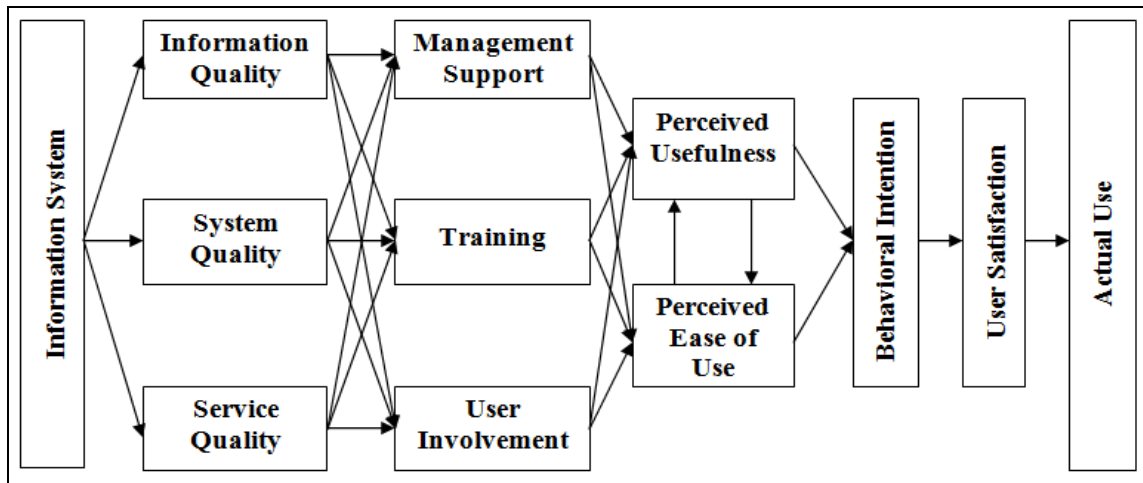 Information System
Information
Quality
System
Quality
Service
Quality
Management
Support
Training
User
Involvement
Perceived
Usefulness
Perceived
Ease of
Use
Behavioral Intention
User Satisfaction
Actual Use